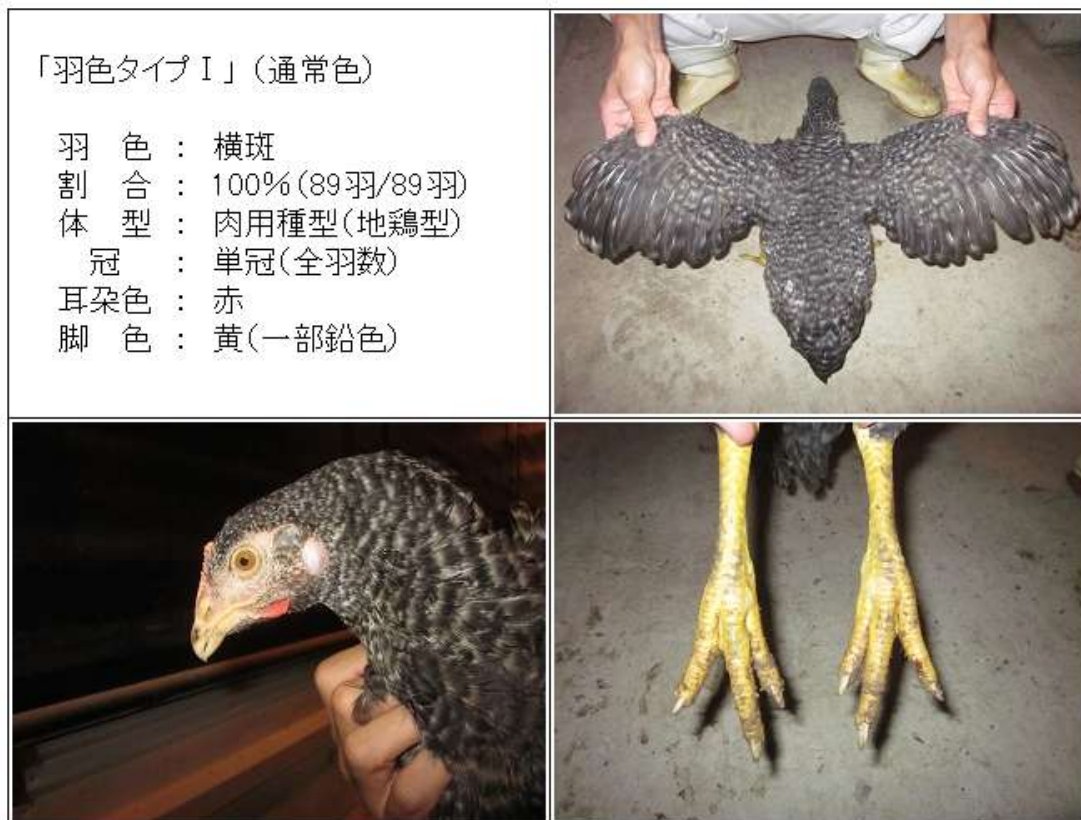 「羽色タイプⅠ」(通常色)
羽 色 : 横斑
割 合 : 100%(89羽/89羽)
体 型 : 肉用種型(地鶏型)
冠 : 単冠(全羽数)
耳朶色 : 赤
脚 色 : 黄(一部鉛色)